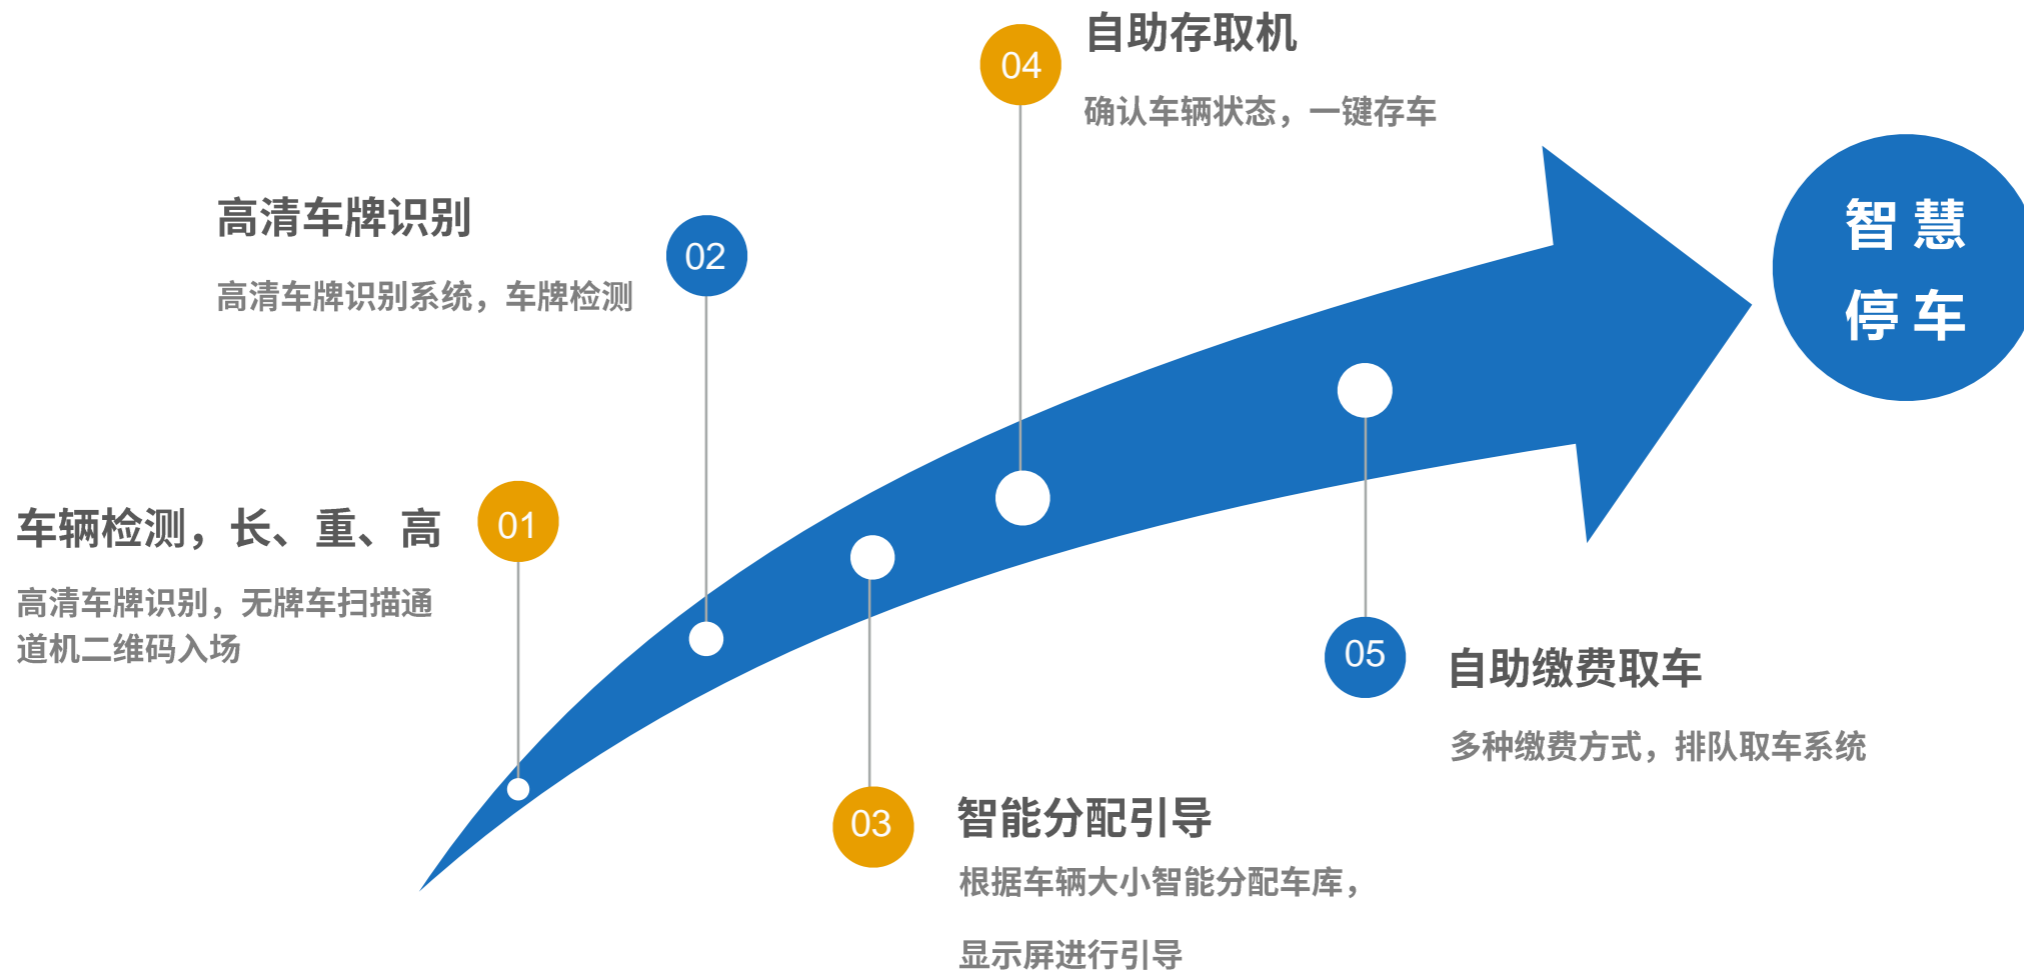 01
车辆检测，长、重、高
高清车牌识别，无牌车扫描通
道机二维码入场
02
高清车牌识别
高清车牌识别系统，车牌检测
03
智能分配引导
根据车辆大小智能分配车库，
显示屏进行引导
04
自助存取机
确认车辆状态，一键存车
05
自助缴费取车
多种缴费方式，排队取车系统
智慧
停车